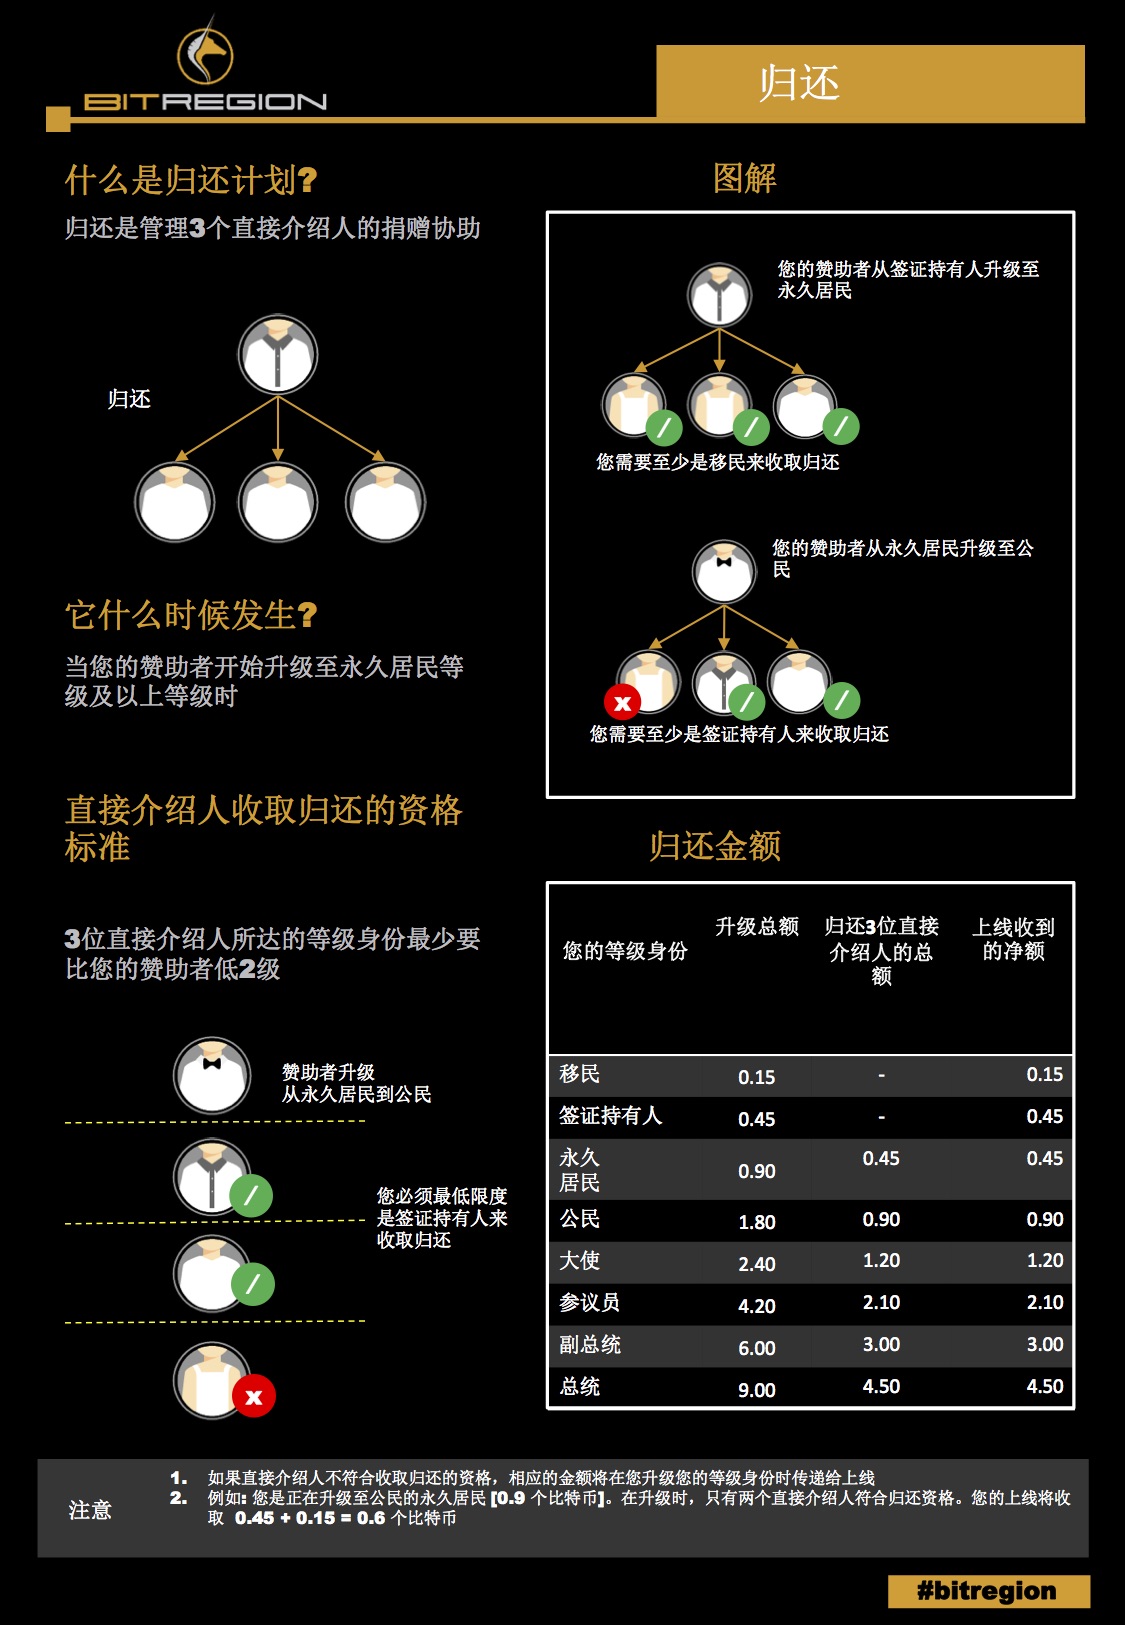 BITREGION
归还
什么是归还计划?
归还是管理3个直接介绍人的捐赠协助
归还
它什么时候发生?
当您的赞助者开始升级至永久居民等
级及以上等级时
图解
您的赞助者从签证持有人升级至
永久居民
/ / /
您需要至少是移民来收取归还
您的赞助者从永久居民升级至公
民
x / /
您需要至少是签证持有人来收取归还
直接介绍人收取归还的资格
标准
3位直接介绍人所达的等级身份最少要
比您的赞助者低2级
赞助者升级
从永久居民到公民
/
您必须最低限度
是签证持有人来
收取归还
/
x
归还金额
您的等级身份 升级总额 归还3位直接 上线收到
介绍人的总 的净额
额
移民 0.15 - 0.15
签证持有人 0.45 - 0.45
永久 0.90 0.45 0.45
居民
公民 1.80 0.90 0.90
大使 2.40 1.20 1.20
参议员 4.20 2.10 2.10
副总统 6.00 3.00 3.00
总统 9.00 4.50 4.50
注意
1. 如果直接介绍人不符合收取归还的资格，相应的金额将在您升级您的等级身份时传递给上线
2. 例如: 您是正在升级至公民的永久居民 [0.9 个比特币]。在升级时，只有两个直接介绍人符合归还资格。您的上线将收
取 0.45 + 0.15 = 0.6 个比特币
#bitregion